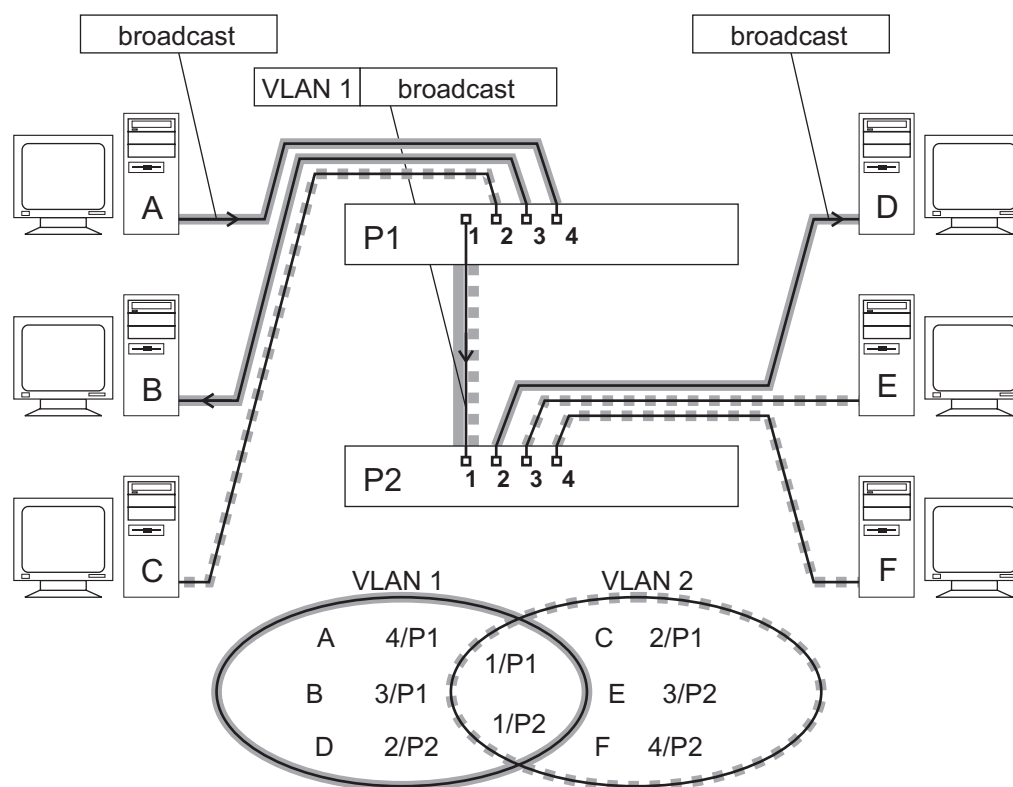 broadcast
broadcast
VLAN 1 broadcast
A
D
P1
1 2 3 4
B
E
P2
1 2 3 4
C
F
VLAN 1
VLAN 2
A 4/P1
1/P1
C 2/P1
B 3/P1
E 3/P2
1/P2
D 2/P2
F 4/P2